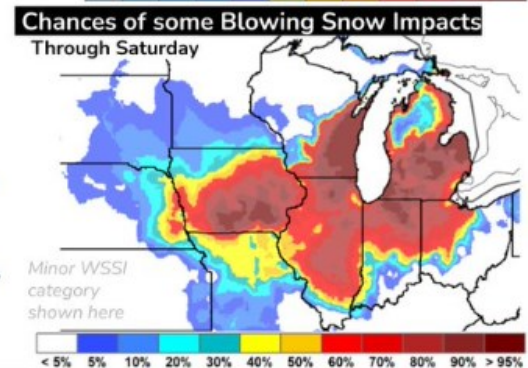 Chances of some Blowing Snow Impacts
Through Saturday
Minor WSSI
category
shown here
< 5% 5% 10% 20% 30% 40% 50% 60% 70% 80% 90% > 95%